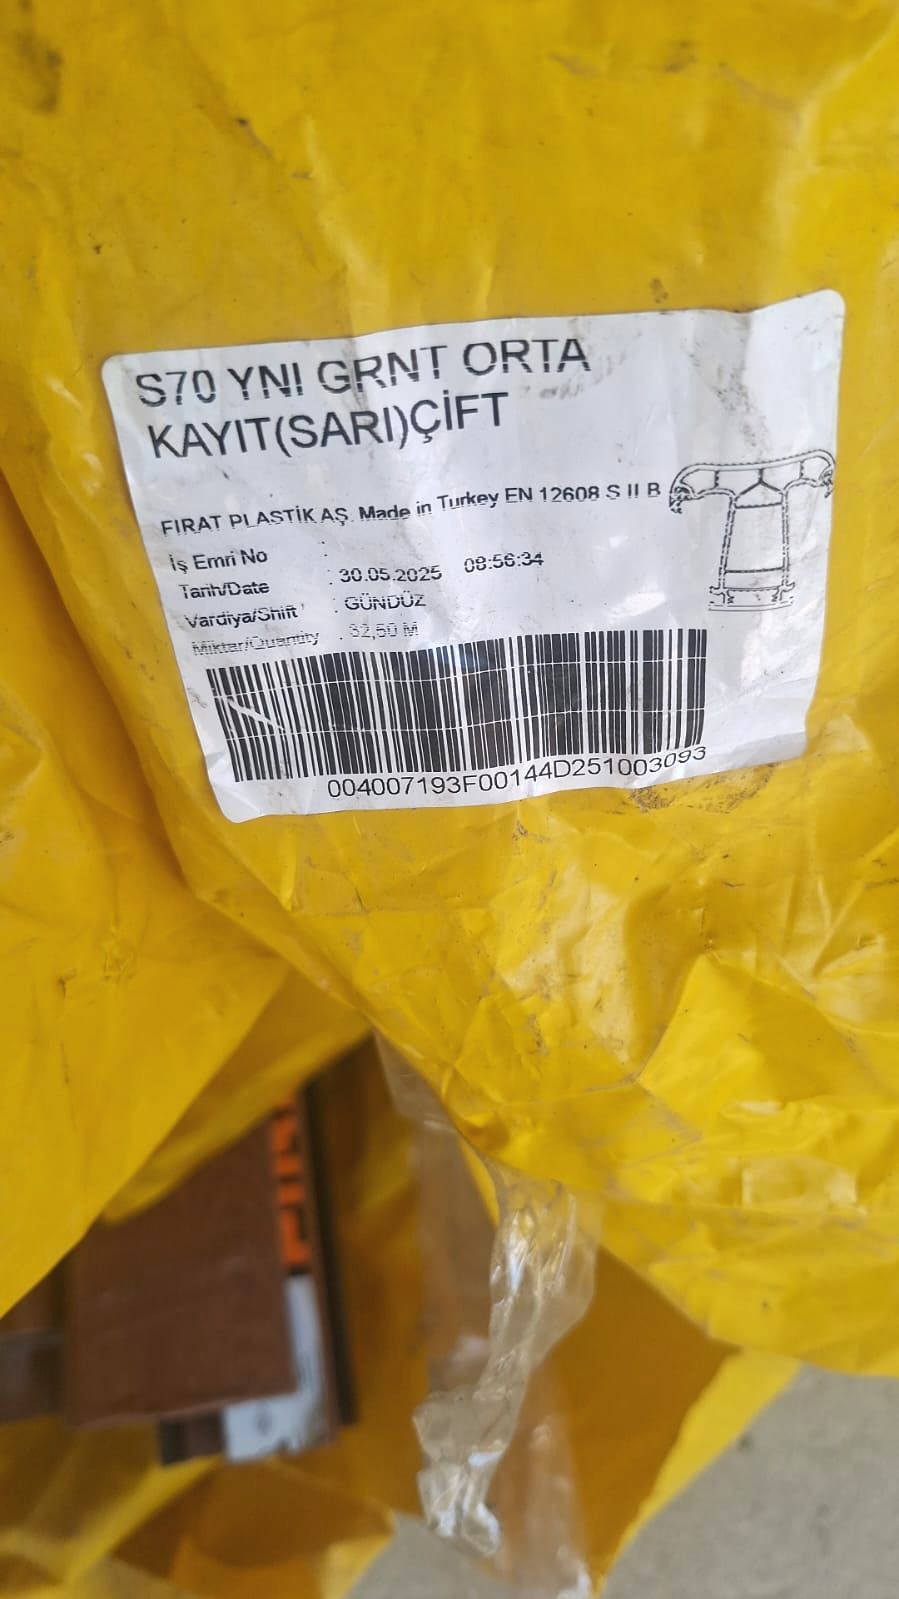 S70 YNI GRNT ORTA
KAYIT(SARI)ÇİFT
FIRAT PLASTİK AŞ. Made in Turkey EN 12608 S II B
İş Emri No :
Tarih/Date : 30.05.2025 08:56:34
Vardiya/Shift : GÜNDÜZ
Miktar/Quantity : 32,50 M
004007193F00144D251003093